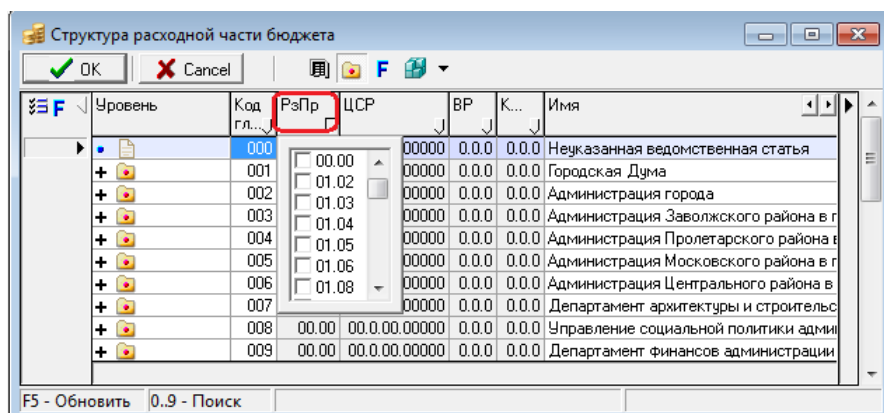 Структура расходной части бюджета
OK Cancel F
F Уровень Код гл... РзПр ЦСР ВР К... Имя
000 00000 0.0.0 0.0.0 Неуказанная ведомственная статья
001 00000 0.0.0 0.0.0 Городская Дума
002 00000 0.0.0 0.0.0 Администрация города
003 00000 0.0.0 0.0.0 Администрация Заволжского района в г
004 00000 0.0.0 0.0.0 Администрация Пролетарского района в
005 00000 0.0.0 0.0.0 Администрация Московского района в г
006 00000 0.0.0 0.0.0 Администрация Центрального района в
007 00000 0.0.0 0.0.0 Департамент архитектуры и строительс
008 00.00 00.0.00.00000 0.0.0 0.0.0 Управление социальной политики адми
009 00.00 00.0.00.00000 0.0.0 0.0.0 Департамент финансов администрации
00.00
01.02
01.03
01.04
01.05
01.06
01.08
F5 - Обновить 0..9 - Поиск